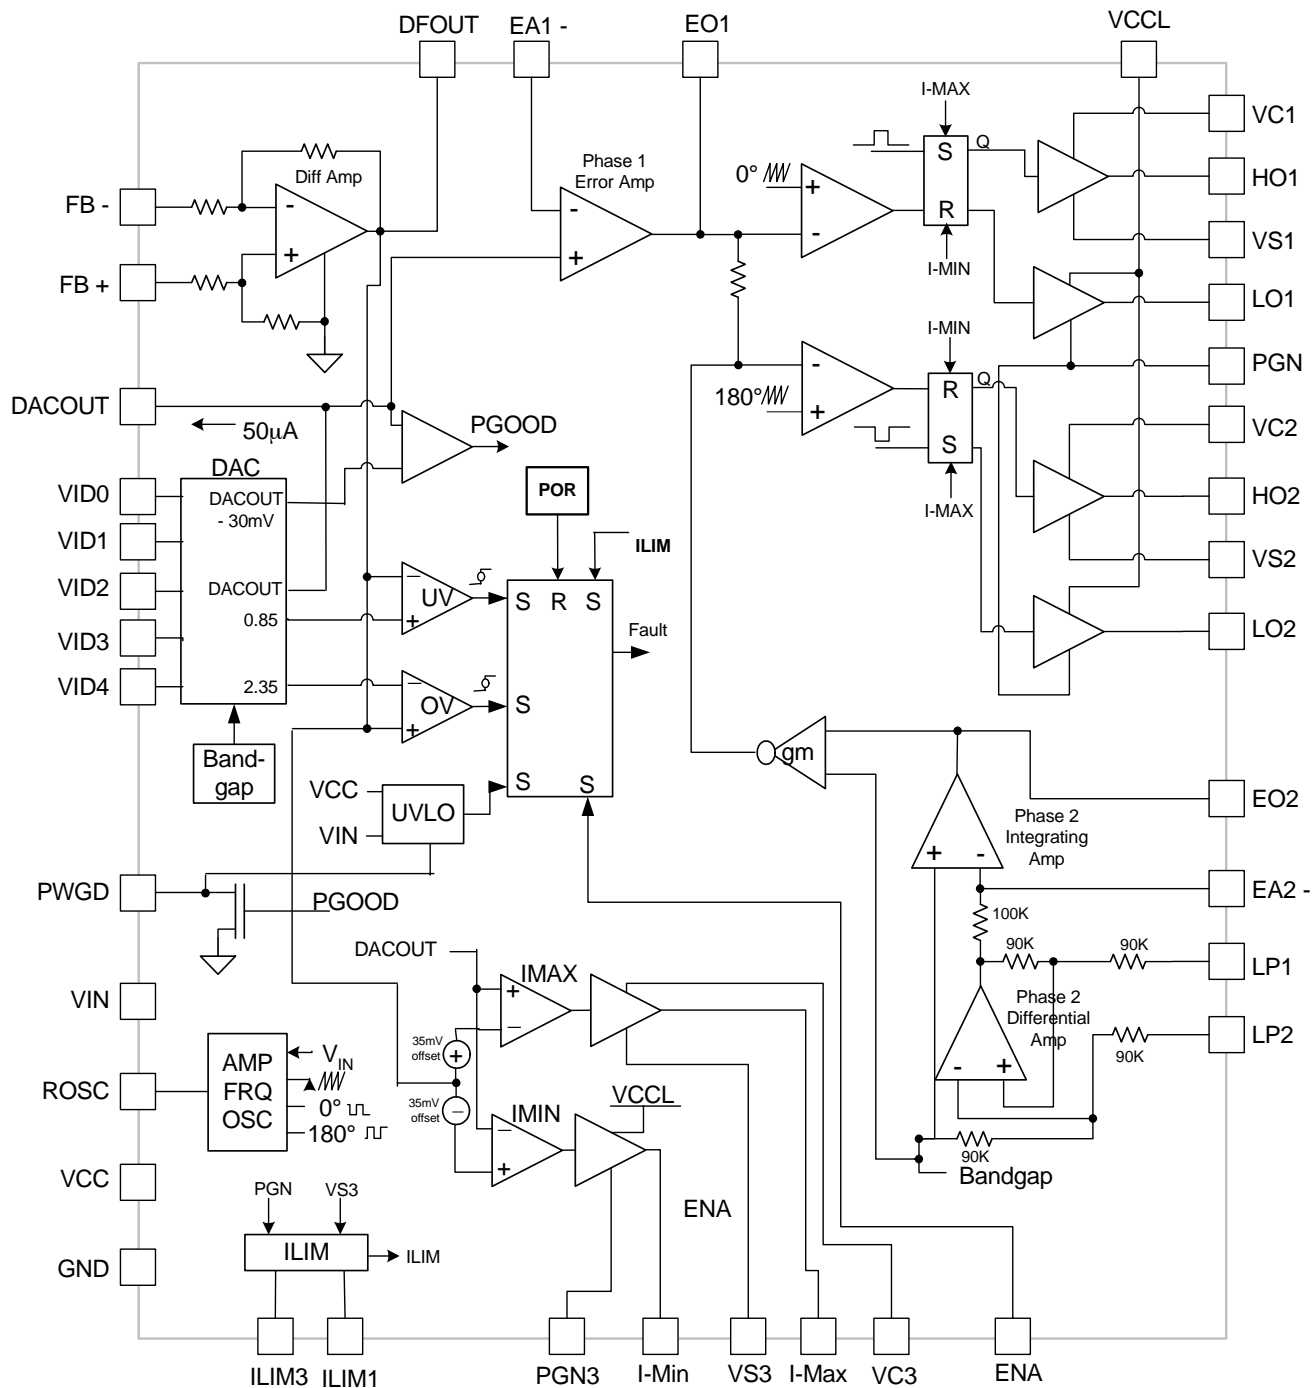 DFOUT
EA1 -
EO1
VCCL
I-MAX
VC1
S
Q
Phase 1
Error Amp
Diff Amp
0°
+
HO1
FB -
-
-
R
-
+
+
VS1
FB +
I-MIN
LO1
I-MIN
PGN
-
180°
+
R
Q
DACOUT
50µA
PGOOD
VC2
S
DAC
VID0
DACOUT
- 30mV
POR
HO2
I-MAX
VID1
ILIM
VS2
VID2
DACOUT
−
UV
+
S
R
S
0.85
Fault
LO2
VID3
VID4
2.35
−
OV
+
S
Band-
gap
gm
VCC
UVLO
VIN
S
S
EO2
Phase 2
Integrating
Amp
+
-
PWGD
PGOOD
EA2 -
100K
DACOUT
90K
90K
LP1
IMAX
+
−
VIN
Phase 2
Differential
Amp
LP2
90K
35mV
offset
+
AMP
FRQ
OSC
VIN
0°
180°
ROSC
-
+
35mV
offset
−
VCCL
IMIN
−
+
90K
Bandgap
VCC
PGN
VS3
ENA
ILIM
ILIM
GND
ILIM3
ILIM1
PGN3
I-Min
VS3
I-Max
VC3
ENA